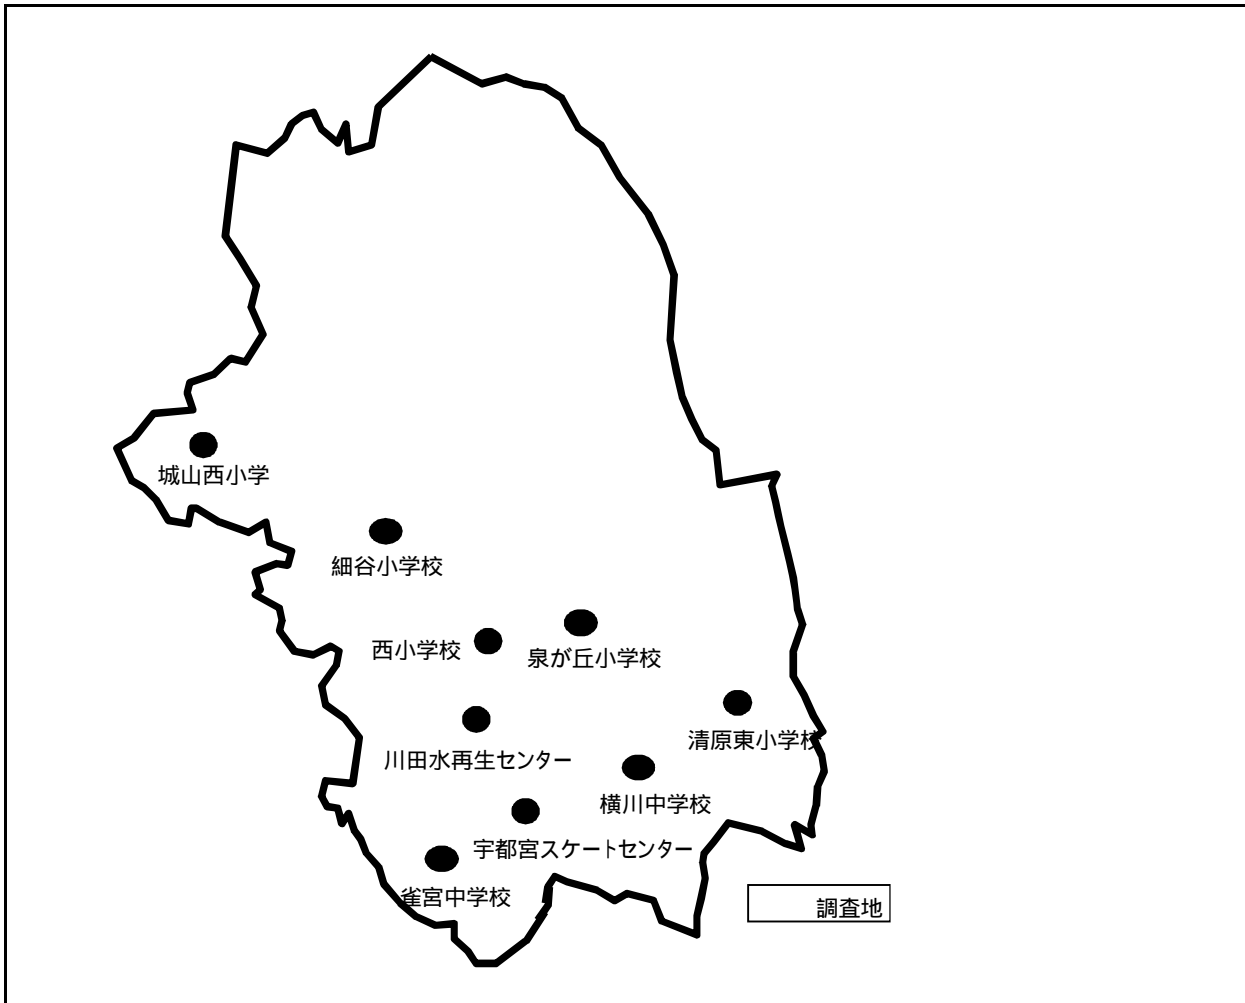 城山西小学
細谷小学校
西小学校
泉が丘小学校
清原東小学校
川田水再生センター
横川中学校
宇都宮スケートセンター
雀宮中学校
調査地